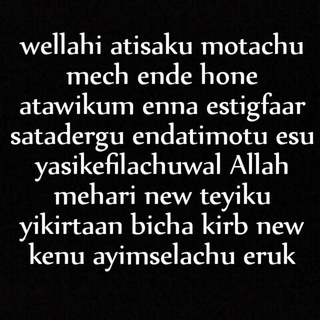 wellahi atisaku motachu
mech ende hone
atawikum enna estigfaar
satadergu endatimotu esu
yasikefilachuwal Allah
mehari new teyiku
yikirtaan bicha kirb new
kenu ayimselachu eruk